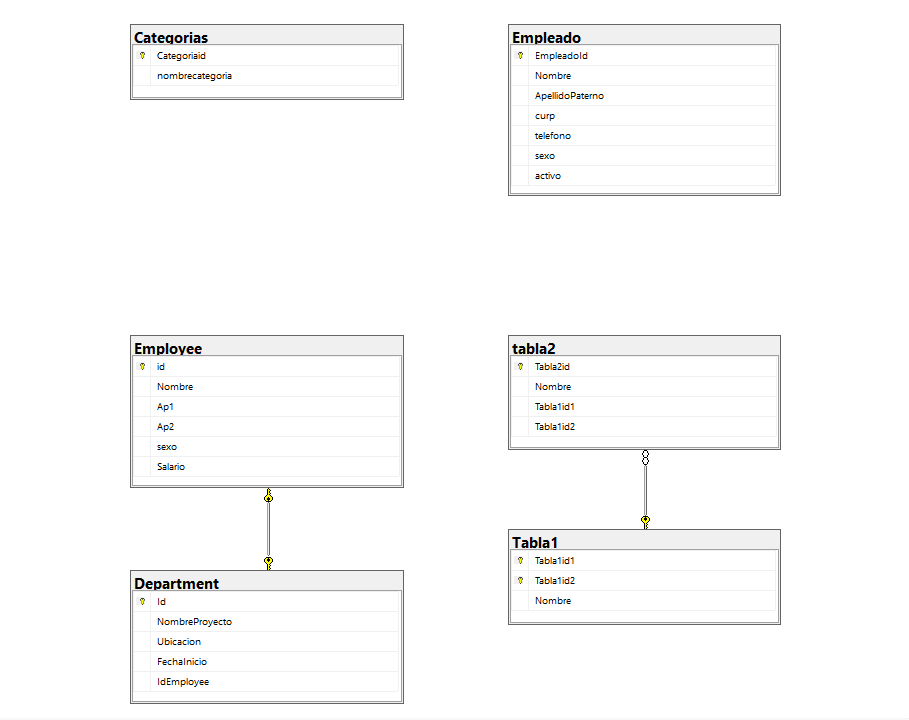 Categorias
CategoriaId
nombrecategoria
Empleado
EmpleadoId
Nombre
ApellidoPaterno
curp
telefono
sexo
activo
Employee
id
Nombre
Ap1
Ap2
sexo
Salario
tabla2
Tabla2id
Nombre
Tabla1id1
Tabla1id2
Department
Id
NombreProyecto
Ubicacion
FechaInicio
IdEmployee
Tabla1
Tabla1id1
Tabla1id2
Nombre